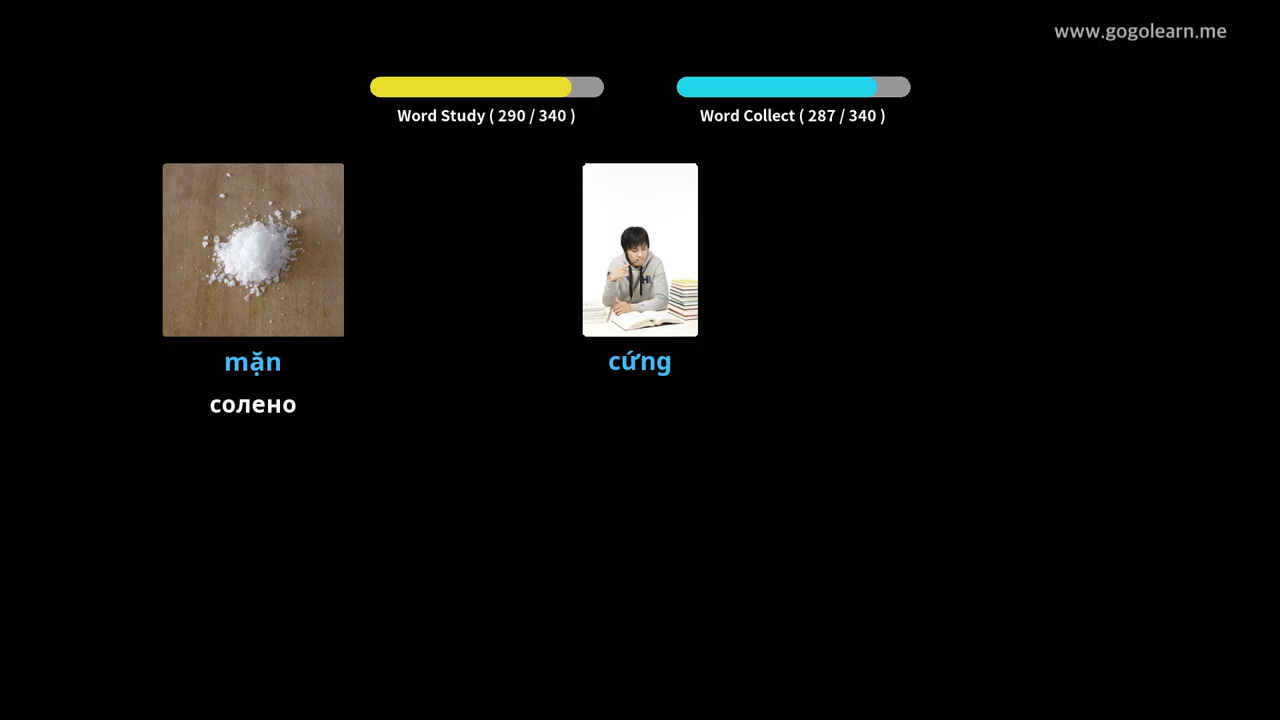 www.gogolearn.me
Word Study ( 290 / 340 )
Word Collect ( 287 / 340 )
mặn
cứng
солено